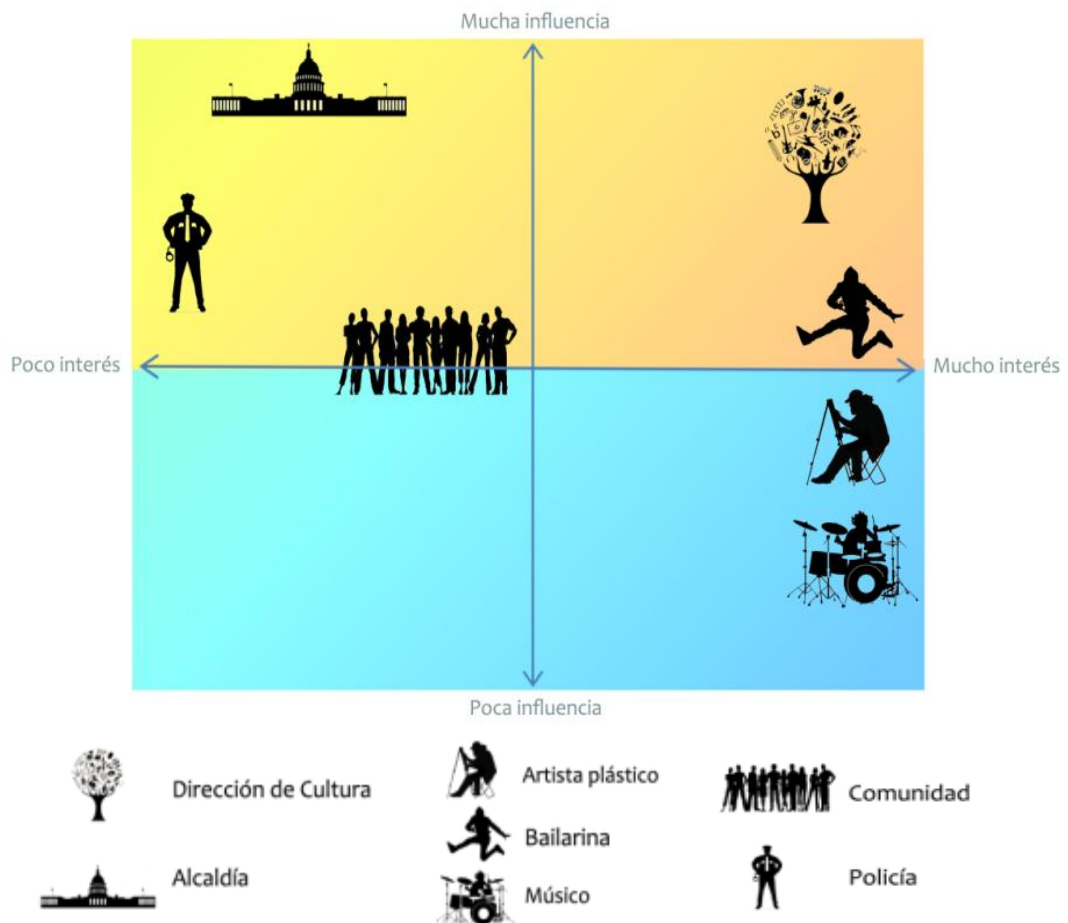 Mucha influencia
Poco interés
Mucho interés
Poca influencia
Dirección de Cultura
Artista plástico
Comunidad
Bailarina
Alcaldía
Músico
Policía